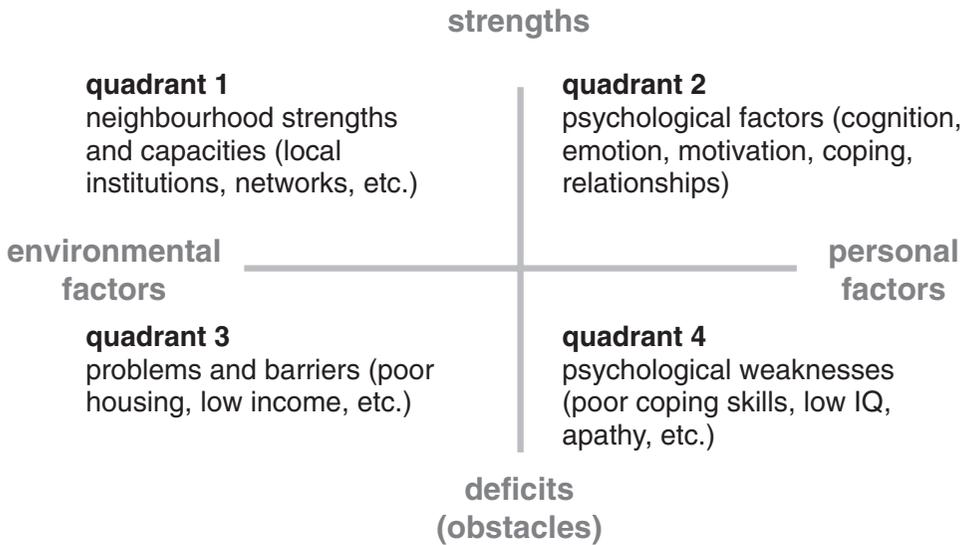 strengths
quadrant 1
neighbourhood strengths
and capacities (local
institutions, networks, etc.)
quadrant 2
psychological factors (cognition,
emotion, motivation, coping,
relationships)
environmental
factors
personal
factors
quadrant 3
problems and barriers (poor
housing, low income, etc.)
quadrant 4
psychological weaknesses
(poor coping skills, low IQ,
apathy, etc.)
deficits
(obstacles)